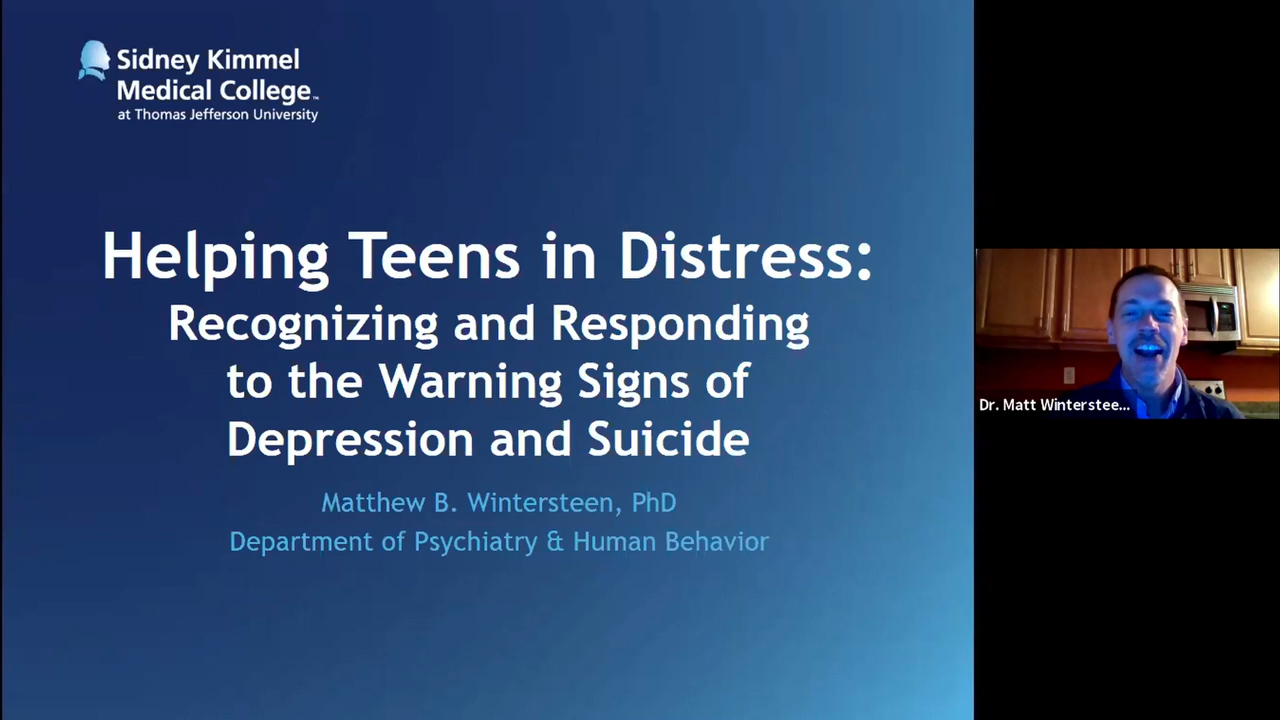 Sidney Kimmel
Medical College™
at Thomas Jefferson University
Helping Teens in Distress:
Recognizing and Responding
to the Warning Signs of
Depression and Suicide
Matthew B. Wintersteen, PhD
Department of Psychiatry & Human Behavior
Dr. Matt Winterstee...